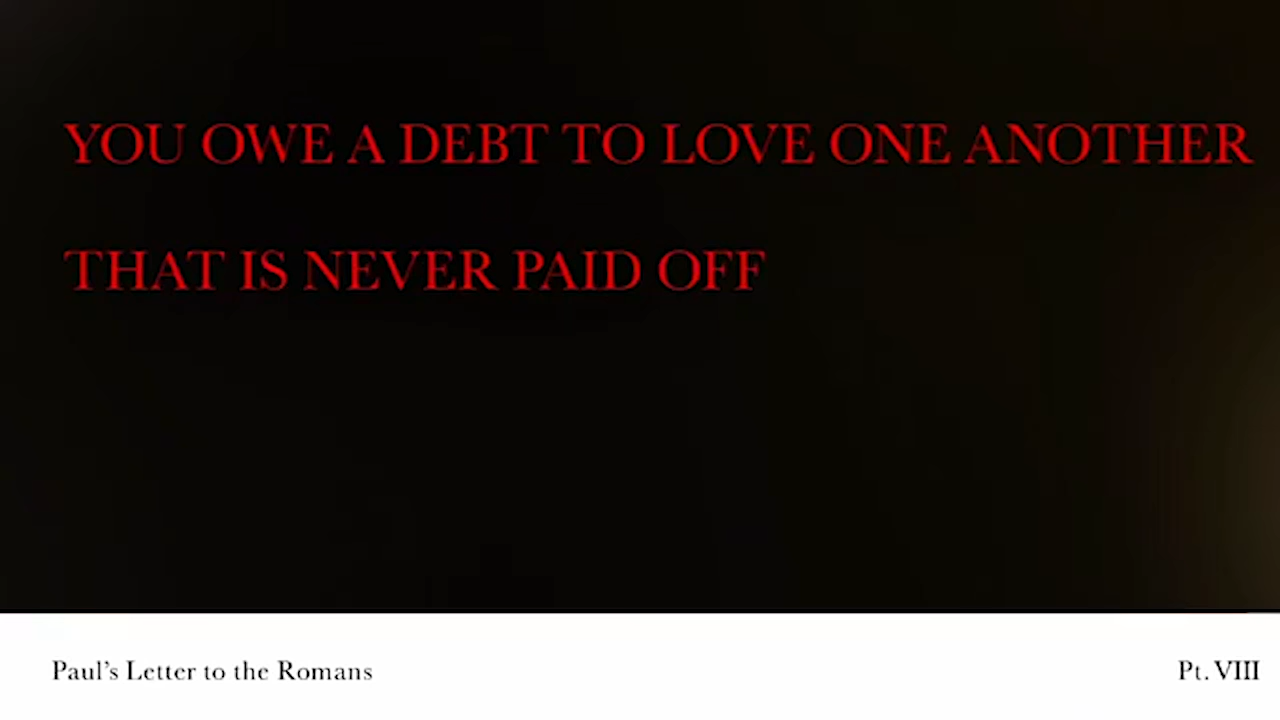 YOU OWE A DEBT TO LOVE ONE ANOTHER
THAT IS NEVER PAID OFF
Paul’s Letter to the Romans
Pt. VIII